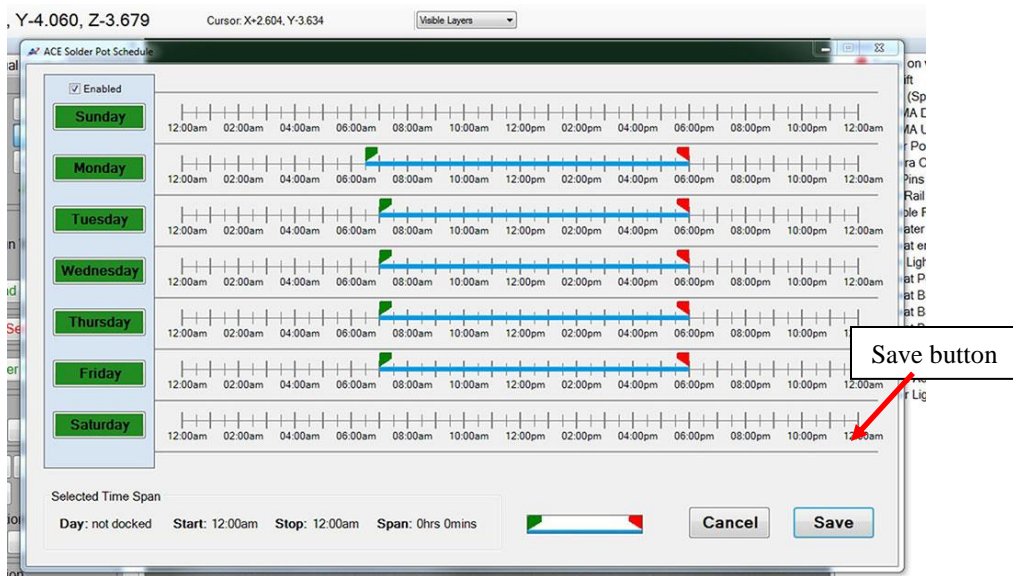 , Y-4.060, Z-3.679 Cursor: X+2.604, Y-3.634 Visible Layers
ACE Solder Pot Schedule
Enabled
Sunday
12:00am 02:00am 04:00am 06:00am 08:00am 10:00am 12:00pm 02:00pm 04:00pm 06:00pm 08:00pm 10:00pm 12:00am
Monday
12:00am 02:00am 04:00am 06:00am 08:00am 10:00am 12:00pm 02:00pm 04:00pm 06:00pm 08:00pm 10:00pm 12:00am
Tuesday
12:00am 02:00am 04:00am 06:00am 08:00am 10:00am 12:00pm 02:00pm 04:00pm 06:00pm 08:00pm 10:00pm 12:00am
Wednesday
12:00am 02:00am 04:00am 06:00am 08:00am 10:00am 12:00pm 02:00pm 04:00pm 06:00pm 08:00pm 10:00pm 12:00am
Thursday
12:00am 02:00am 04:00am 06:00am 08:00am 10:00am 12:00pm 02:00pm 04:00pm 06:00pm 08:00pm 10:00pm
Save button
Friday
12:00am 02:00am 04:00am 06:00am 08:00am 10:00am 12:00pm 02:00pm 04:00pm 06:00pm 08:00pm 10:00pm 12:00am
Saturday
12:00am 02:00am 04:00am 06:00am 08:00am 10:00am 12:00pm 02:00pm 04:00pm 06:00pm 08:00pm 10:00pm 12:00am
Selected Time Span
Day: not docked Start: 12:00am Stop: 12:00am Span: 0hrs 0mins
Cancel Save